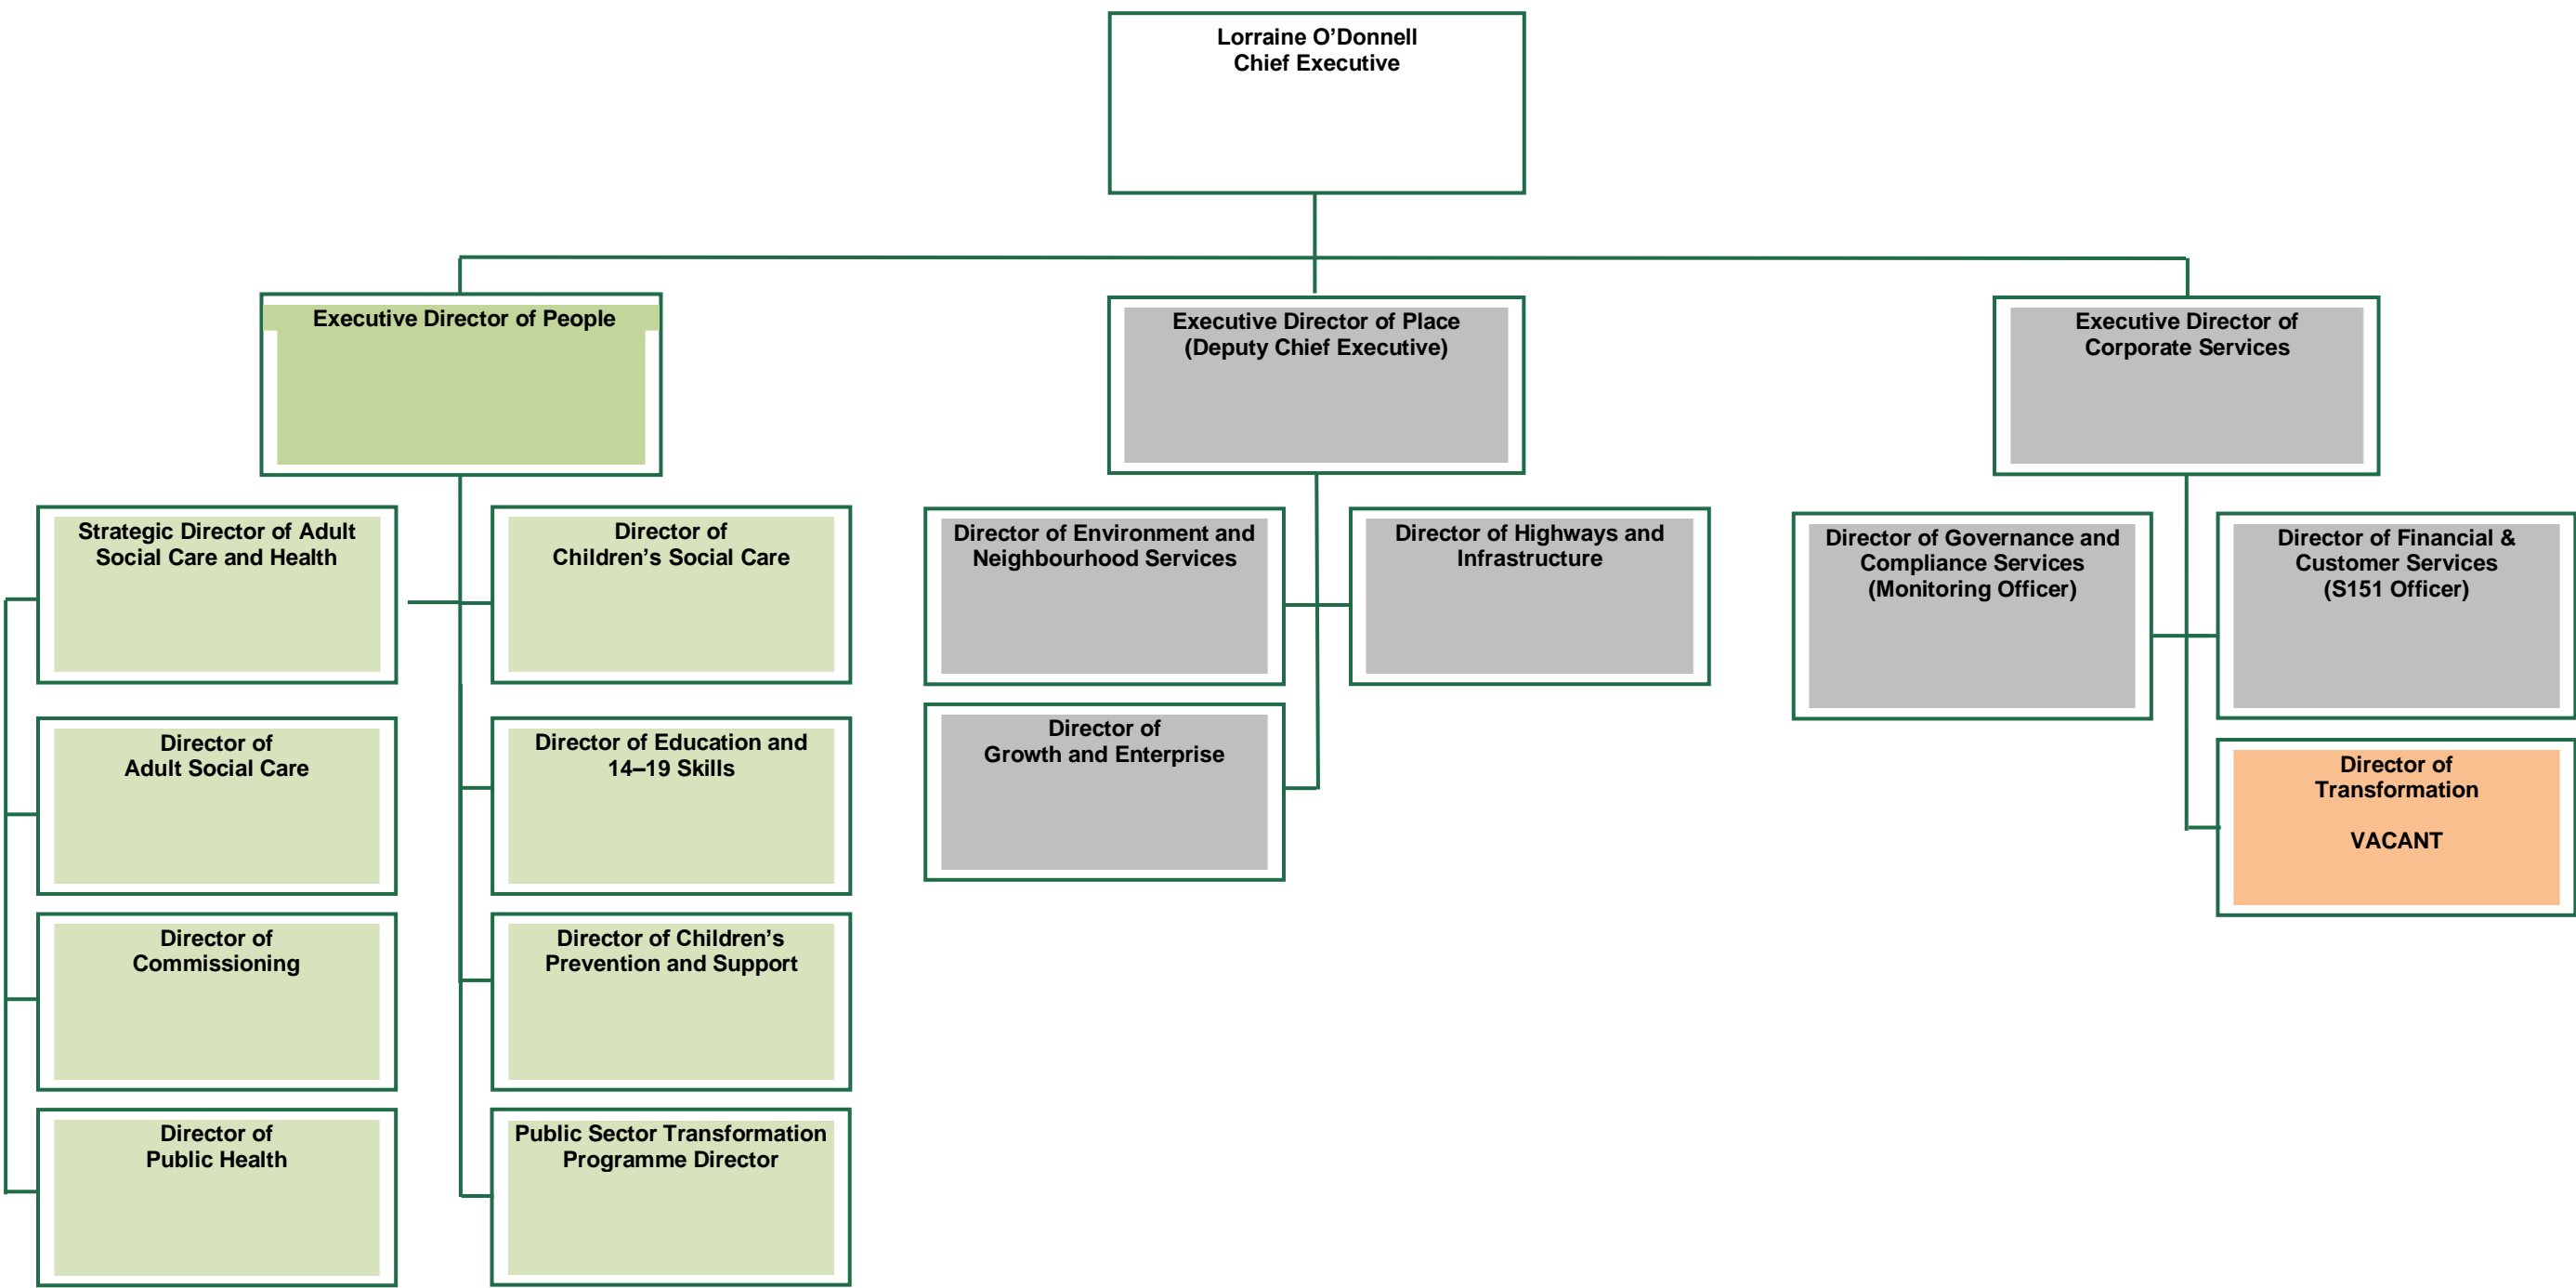 Lorraine O’Donnell
Chief Executive
Executive Director of People
Executive Director of Place
(Deputy Chief Executive)
Executive Director of
Corporate Services
Strategic Director of Adult
Social Care and Health
Director of
Children’s Social Care
Director of Environment and
Neighbourhood Services
Director of Highways and
Infrastructure
Director of Governance and
Compliance Services
(Monitoring Officer)
Director of Financial &
Customer Services
(S151 Officer)
Director of
Adult Social Care
Director of Education and
14–19 Skills
Director of
Growth and Enterprise
Director of
Transformation
VACANT
Director of
Commissioning
Director of Children’s
Prevention and Support
Director of
Public Health
Public Sector Transformation
Programme Director